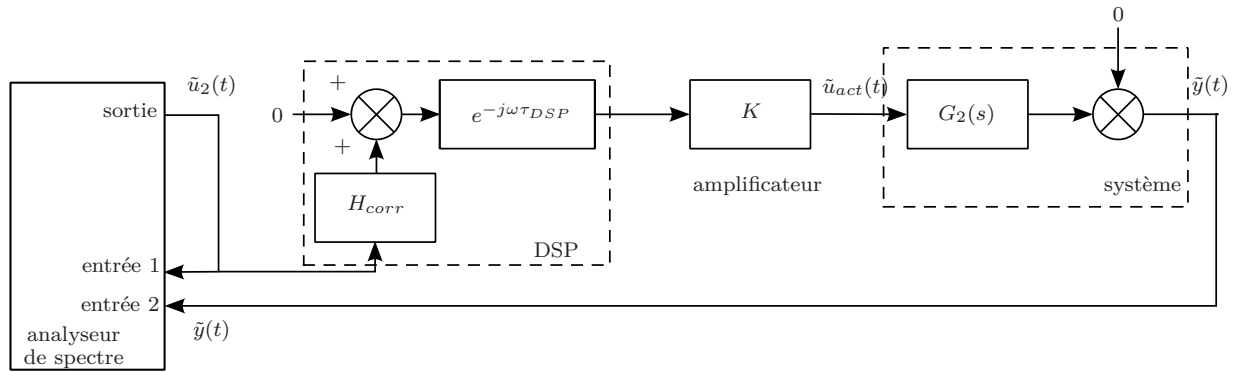 0
ũ₂(t)
sortie
+
0
+
e^{-jωτ_{DSP}}
K
ũ_{act}(t)
G₂(s)
ỹ(t)
H_{corr}
amplificateur
système
DSP
entrée 1
entrée 2
ỹ(t)
analyseur
de spectre